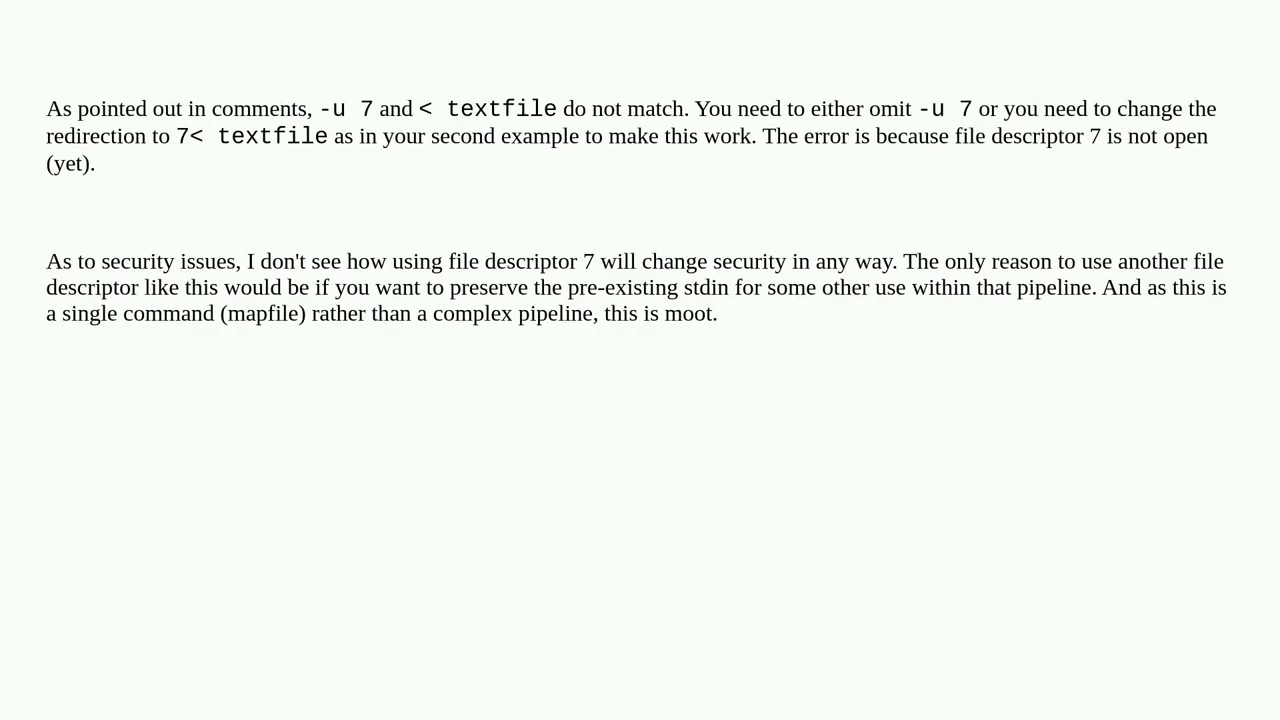 As pointed out in comments, -u 7 and < textfile do not match. You need to either omit -u 7 or you need to change the
redirection to 7< textfile as in your second example to make this work. The error is because file descriptor 7 is not open
(yet).
As to security issues, I don't see how using file descriptor 7 will change security in any way. The only reason to use another file
descriptor like this would be if you want to preserve the pre-existing stdin for some other use within that pipeline. And as this is
a single command (mapfile) rather than a complex pipeline, this is moot.